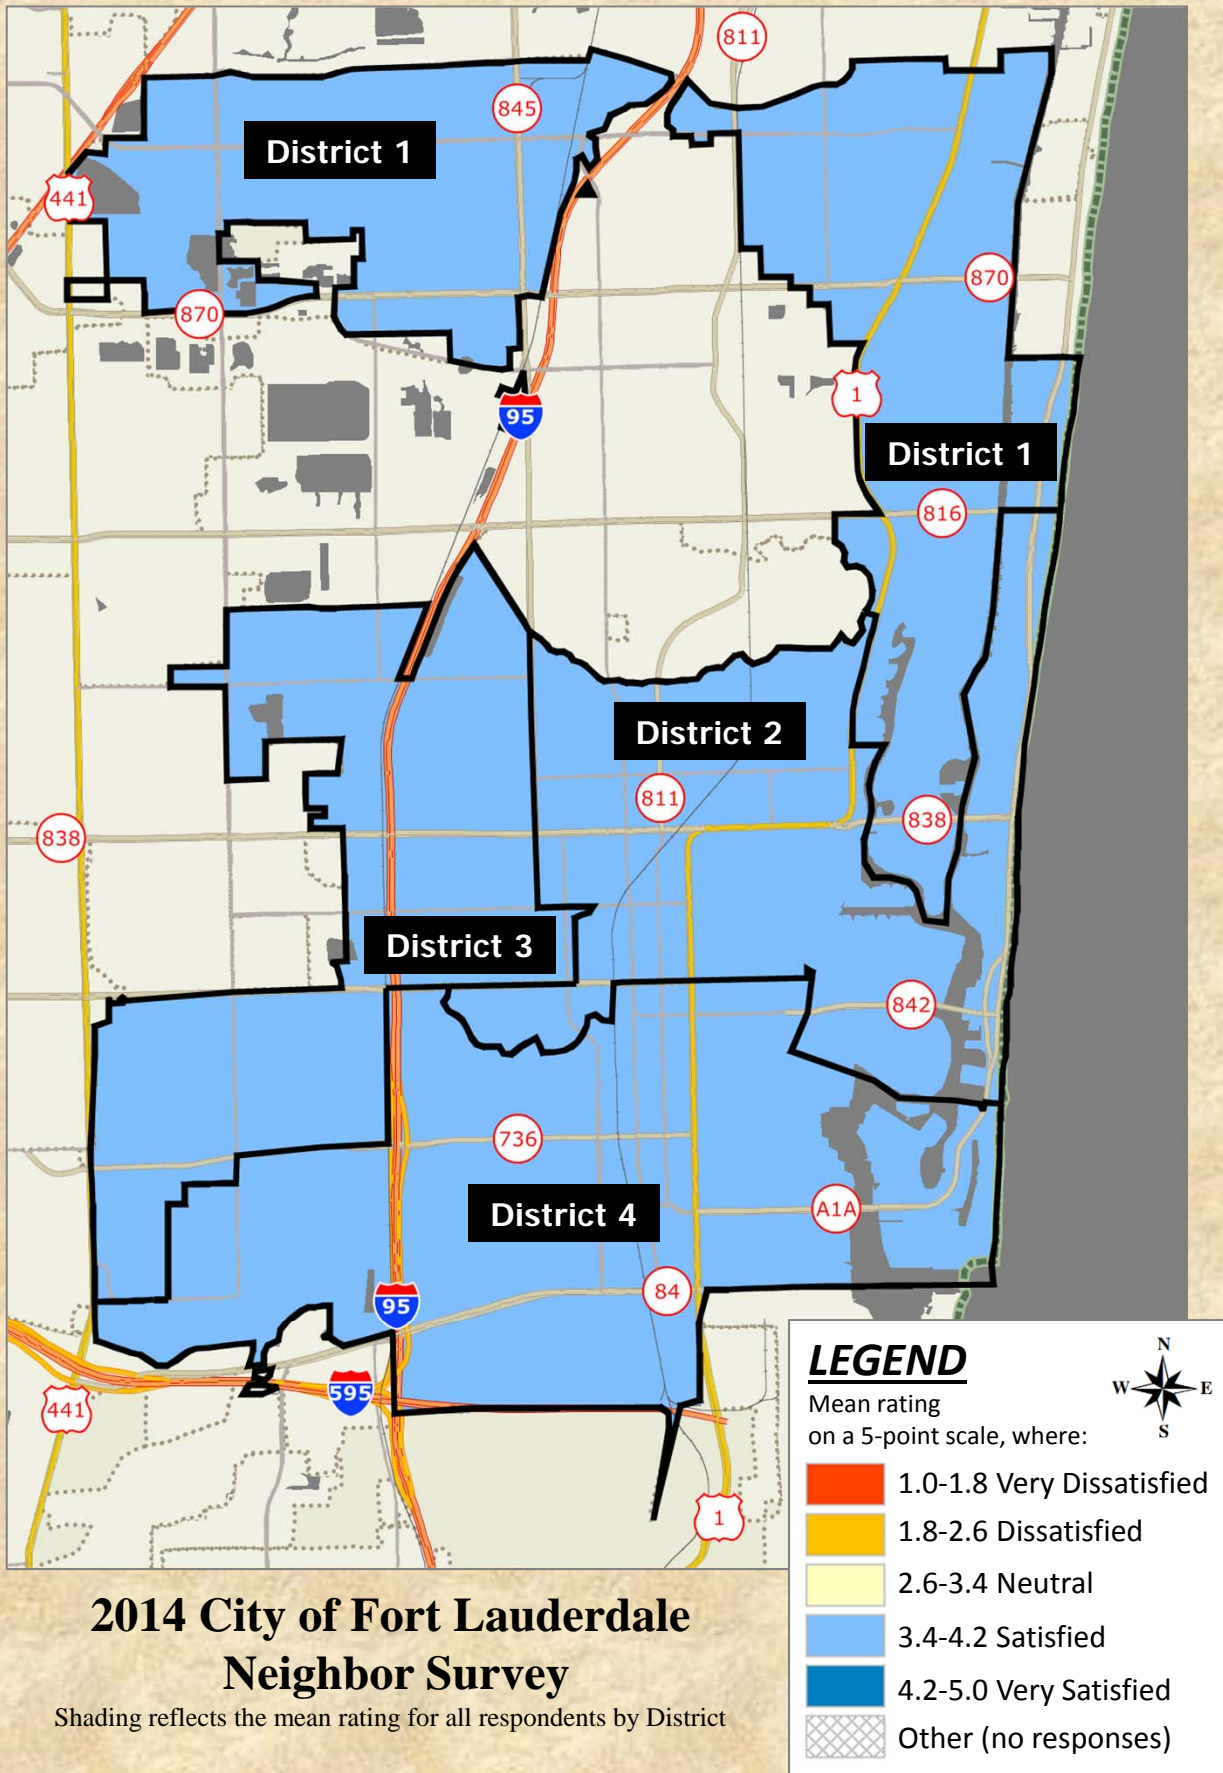 811
845
District 1
441
870
870
1
95
District 1
816
District 2
811
838
838
District 3
842
736
District 4
A1A
84
95
595
441
1
LEGEND
Mean rating
on a 5-point scale, where:
N
W E
S
1.0-1.8 Very Dissatisfied
1.8-2.6 Dissatisfied
2.6-3.4 Neutral
3.4-4.2 Satisfied
4.2-5.0 Very Satisfied
Other (no responses)
2014 City of Fort Lauderdale
Neighbor Survey
Shading reflects the mean rating for all respondents by District